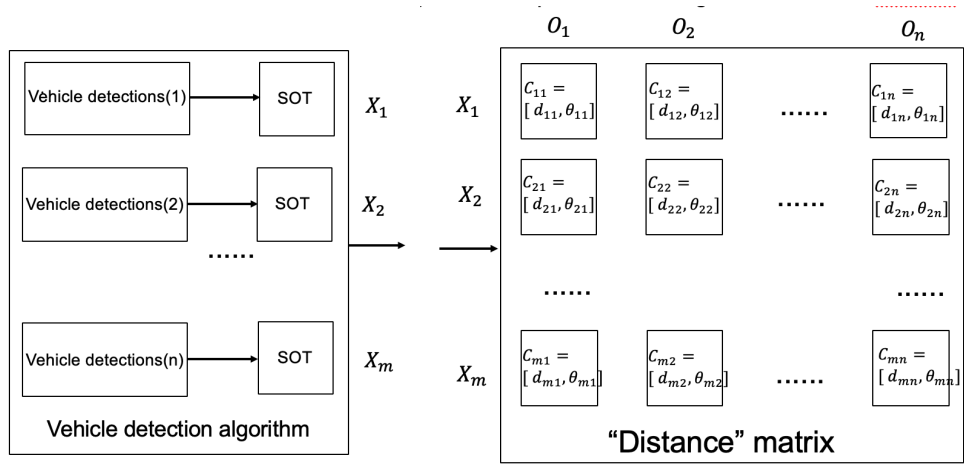 O₁ O₂ Oₙ
Vehicle detections(1) SOT X₁ X₁ C₁₁ = [ d₁₁, θ₁₁] C₁₂ = [ d₁₂, θ₁₂] ...... C₁ₙ = [ d₁ₙ, θ₁ₙ]
Vehicle detections(2) SOT X₂ X₂ C₂₁ = [ d₂₁, θ₂₁] C₂₂ = [ d₂₂, θ₂₂] ...... C₂ₙ = [ d₂ₙ, θ₂ₙ]
...... ...... ......
Vehicle detections(n) SOT Xₘ Xₘ Cₘ₁ = [ dₘ₁, θₘ₁] Cₘ₂ = [ dₘ₂, θₘ₂] ...... Cₘₙ = [ dₘₙ, θₘₙ]
Vehicle detection algorithm “Distance” matrix